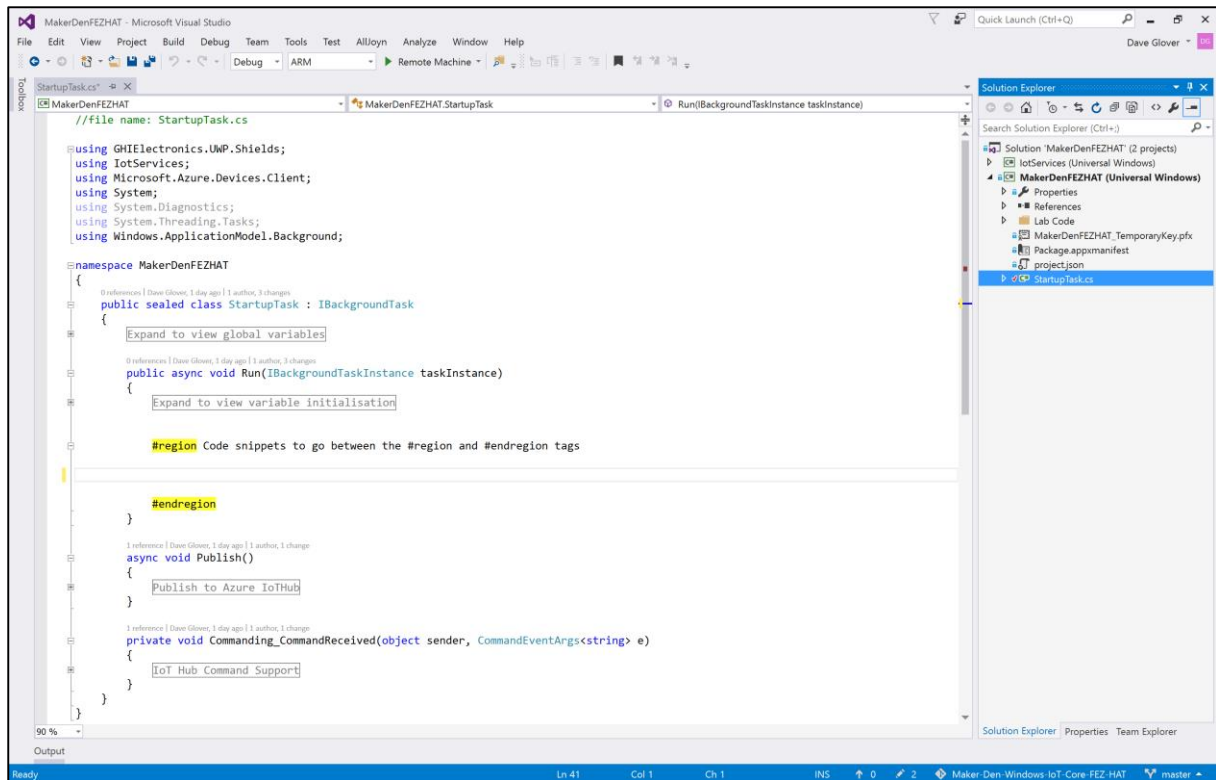 MakerDenFEZHAT - Microsoft Visual Studio
Quick Launch (Ctrl+Q)
File Edit View Project Build Debug Team Tools Test AllJoyn Analyze Window Help
Dave Glover DG
Debug ARM Remote Machine
Toolbox
StartupTask.cs*
MakerDenFEZHAT MakerDenFEZHAT.StartupTask Run(IBackgroundTaskInstance taskInstance)
//file name: StartupTask.cs
using GHIElectronics.UWP.Shields;
using IotServices;
using Microsoft.Azure.Devices.Client;
using System;
using System.Diagnostics;
using System.Threading.Tasks;
using Windows.ApplicationModel.Background;
namespace MakerDenFEZHAT
{
0 references | Dave Glover, 1 day ago | 1 author, 3 changes
public sealed class StartupTask : IBackgroundTask
{
Expand to view global variables
0 references | Dave Glover, 1 day ago | 1 author, 3 changes
public async void Run(IBackgroundTaskInstance taskInstance)
{
Expand to view variable initialisation
#region Code snippets to go between the #region and #endregion tags
#endregion
}
1 reference | Dave Glover, 1 day ago | 1 author, 1 change
async void Publish()
{
Publish to Azure IoTHub
}
1 reference | Dave Glover, 1 day ago | 1 author, 1 change
private void Commanding_CommandReceived(object sender, CommandEventArgs<string> e)
{
IoT Hub Command Support
}
}
}
90 %
Output
Solution Explorer
Search Solution Explorer (Ctrl+;)
Solution 'MakerDenFEZHAT' (2 projects)
IotServices (Universal Windows)
MakerDenFEZHAT (Universal Windows)
Properties
References
Lab Code
MakerDenFEZHAT_TemporaryKey.pfx
Package.appxmanifest
project.json
StartupTask.cs
Solution Explorer Properties Team Explorer
Ready Ln 41 Col 1 Ch 1 INS 0 2 Maker-Den-Windows-IoT-Core-FEZ-HAT master